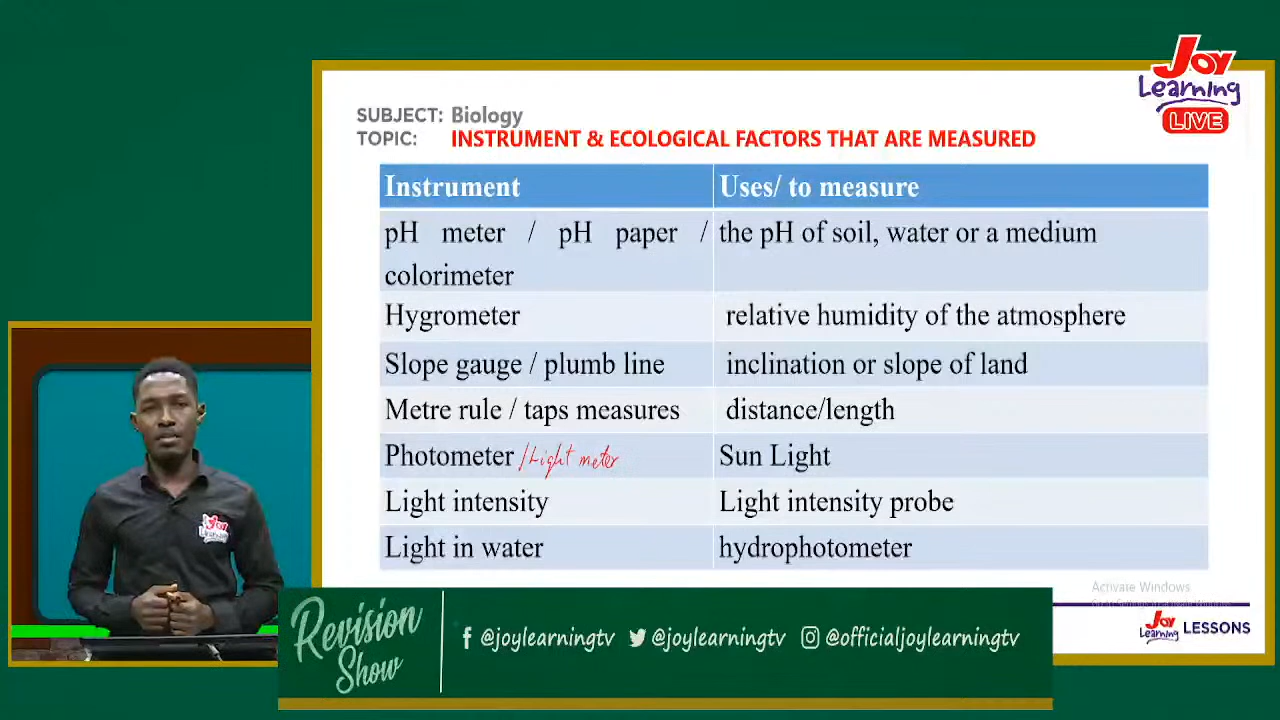 Joy
Learning
LIVE
SUBJECT: Biology
TOPIC: INSTRUMENT & ECOLOGICAL FACTORS THAT ARE MEASURED
Instrument Uses/ to measure
pH meter / pH paper / the pH of soil, water or a medium
colorimeter
Hygrometer relative humidity of the atmosphere
Slope gauge / plumb line inclination or slope of land
Metre rule / taps measures distance/length
Photometer /Light meter Sun Light
Light intensity Light intensity probe
Light in water hydrophotometer
Joy
Learning
Activate Windows
Revision
Show
@joylearningtv @joylearningtv @officialjoylearningtv
Joy
Learning LESSONS